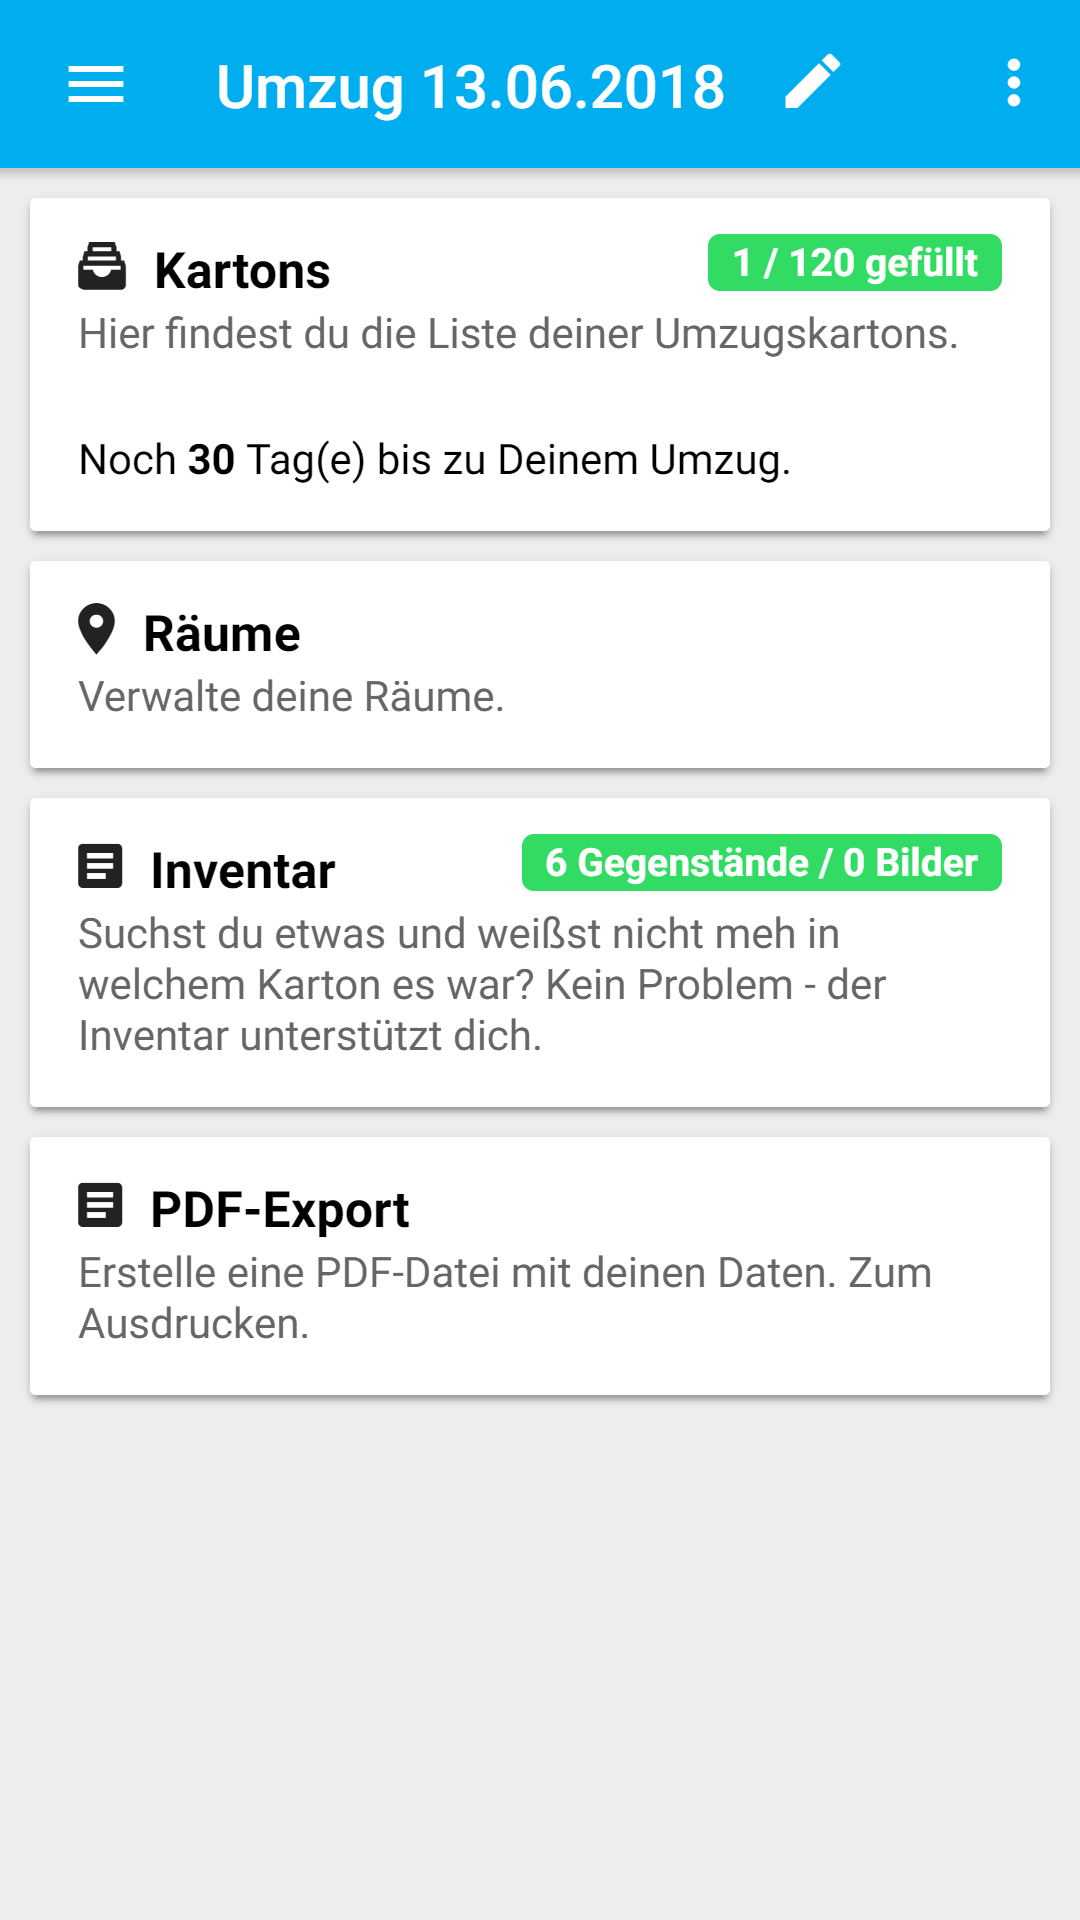 Umzug 13.06.2018
Kartons
1 / 120 gefüllt
Hier findest du die Liste deiner Umzugskartons.
Noch 30 Tag(e) bis zu Deinem Umzug.
Räume
Verwalte deine Räume.
Inventar
6 Gegenstände / 0 Bilder
Suchst du etwas und weißst nicht meh in
welchem Karton es war? Kein Problem - der
Inventar unterstützt dich.
PDF-Export
Erstelle eine PDF-Datei mit deinen Daten. Zum
Ausdrucken.